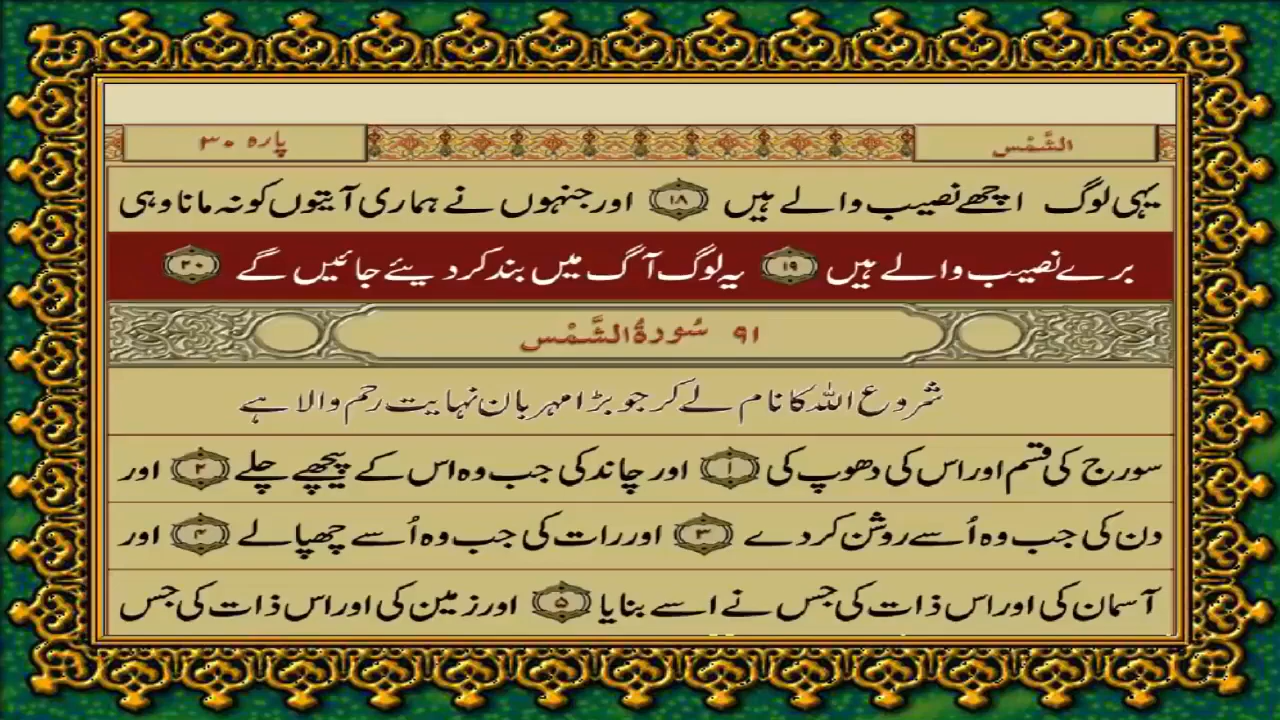 الشَّمْس
پارہ ۳۰
یہی لوگ اچھے نصیب والے ہیں ۱۸ اور جنہوں نے ہماری آیتوں کو نہ مانا وہی
برے نصیب والے ہیں ۱۹ یہ لوگ آگ میں بند کر دیئے جائیں گے ۲۰
۹۱ سُورۃُ الشَّمْس
شروع اللہ کا نام لے کر جو بڑا مہربان نہایت رحم والا ہے
سورج کی قسم اور اس کی دھوپ کی ۱ اور چاند کی جب وہ اس کے پیچھے چلے ۲ اور
دن کی جب وہ اُسے روشن کر دے ۳ اور رات کی جب وہ اُسے چھپا لے ۴ اور
آسمان کی اور اس ذات کی جس نے اسے بنایا ۵ اور زمین کی اور اس ذات کی جس